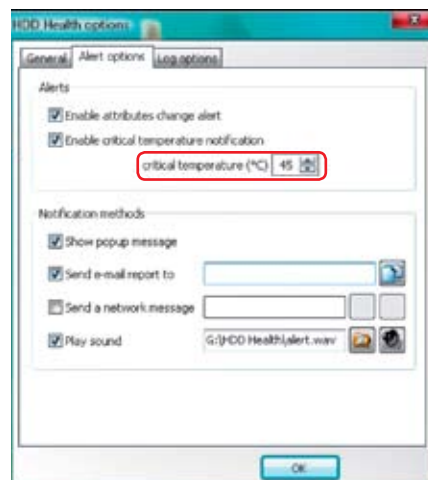 HDD Health options
General Alert options Log options
Alerts
Enable attributes change alert
Enable critical temperature notification
critical temperature (°C) 45
Notification methods
Show popup message
Send e-mail report to
Send a network message
Play sound G:\HDD Health\alert.wav
OK